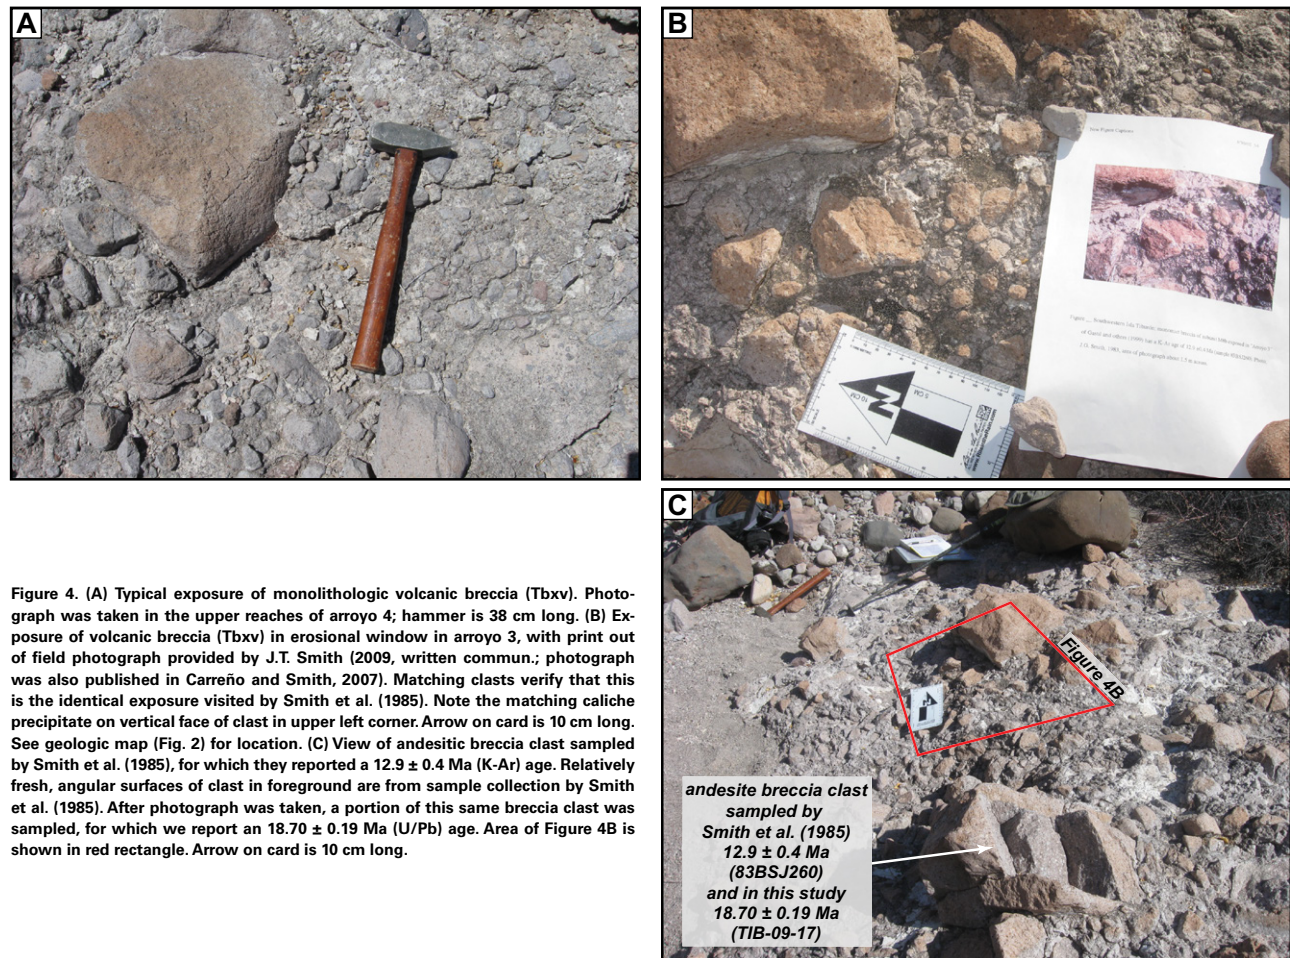 A
B
New Figure Caption
10 CM
5 CM
N
C
Figure 4B
andesite breccia clast
sampled by
Smith et al. (1985)
12.9 ± 0.4 Ma
(83BSJ260)
and in this study
18.70 ± 0.19 Ma
(TIB-09-17)
Figure 4. (A) Typical exposure of monolithologic volcanic breccia (Tbxv). Photo-
graph was taken in the upper reaches of arroyo 4; hammer is 38 cm long. (B) Ex-
posure of volcanic breccia (Tbxv) in erosional window in arroyo 3, with print out
of field photograph provided by J.T. Smith (2009, written commun.; photograph
was also published in Carreño and Smith, 2007). Matching clasts verify that this
is the identical exposure visited by Smith et al. (1985). Note the matching caliche
precipitate on vertical face of clast in upper left corner. Arrow on card is 10 cm long.
See geologic map (Fig. 2) for location. (C) View of andesitic breccia clast sampled
by Smith et al. (1985), for which they reported a 12.9 ± 0.4 Ma (K-Ar) age. Relatively
fresh, angular surfaces of clast in foreground are from sample collection by Smith
et al. (1985). After photograph was taken, a portion of this same breccia clast was
sampled, for which we report an 18.70 ± 0.19 Ma (U/Pb) age. Area of Figure 4B is
shown in red rectangle. Arrow on card is 10 cm long.